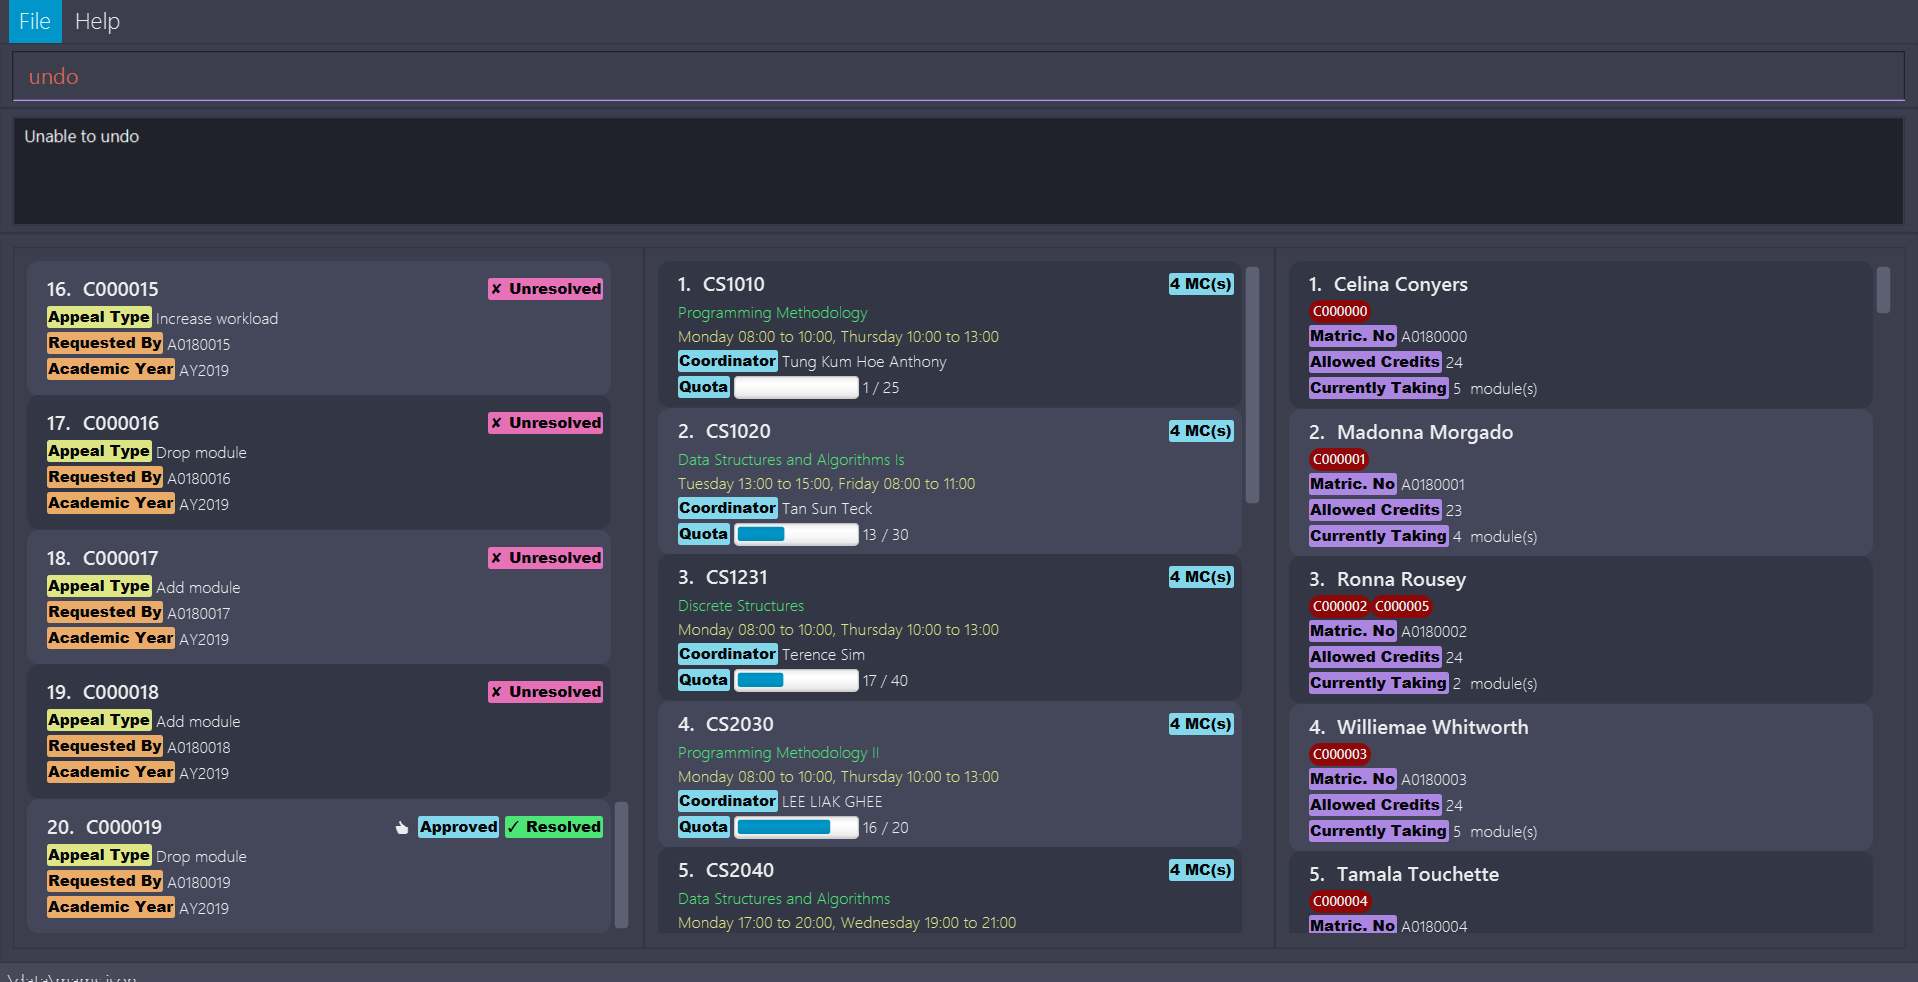 File Help
undo
Unable to undo
16. C000015 ✘ Unresolved
Appeal Type Increase workload
Requested By A0180015
Academic Year AY2019
17. C000016 ✘ Unresolved
Appeal Type Drop module
Requested By A0180016
Academic Year AY2019
18. C000017 ✘ Unresolved
Appeal Type Add module
Requested By A0180017
Academic Year AY2019
19. C000018 ✘ Unresolved
Appeal Type Add module
Requested By A0180018
Academic Year AY2019
20. C000019 Approved ✓ Resolved
Appeal Type Drop module
Requested By A0180019
Academic Year AY2019
1. CS1010 4 MC(s)
Programming Methodology
Monday 08:00 to 10:00, Thursday 10:00 to 13:00
Coordinator Tung Kum Hoe Anthony
Quota 1 / 25
2. CS1020 4 MC(s)
Data Structures and Algorithms Is
Tuesday 13:00 to 15:00, Friday 08:00 to 11:00
Coordinator Tan Sun Teck
Quota 13 / 30
3. CS1231 4 MC(s)
Discrete Structures
Monday 08:00 to 10:00, Thursday 10:00 to 13:00
Coordinator Terence Sim
Quota 17 / 40
4. CS2030 4 MC(s)
Programming Methodology II
Monday 08:00 to 10:00, Thursday 10:00 to 13:00
Coordinator LEE LIAK GHEE
Quota 16 / 20
5. CS2040 4 MC(s)
Data Structures and Algorithms
Monday 17:00 to 20:00, Wednesday 19:00 to 21:00
1. Celina Conyers
C000000
Matric. No A0180000
Allowed Credits 24
Currently Taking 5 module(s)
2. Madonna Morgado
C000001
Matric. No A0180001
Allowed Credits 23
Currently Taking 4 module(s)
3. Ronna Rousey
C000002 C000005
Matric. No A0180002
Allowed Credits 24
Currently Taking 2 module(s)
4. Williemae Whitworth
C000003
Matric. No A0180003
Allowed Credits 24
Currently Taking 5 module(s)
5. Tamala Touchette
C000004
Matric. No A0180004